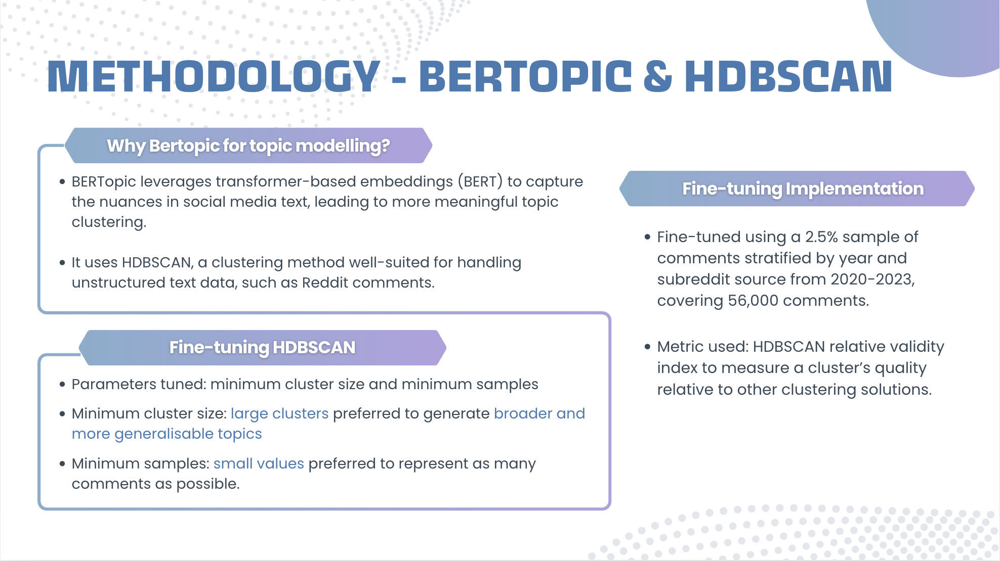 METHODOLOGY - BERTOPIC & HDBSCAN
Why Bertopic for topic modelling?
• BERTopic leverages transformer-based embeddings (BERT) to capture
the nuances in social media text, leading to more meaningful topic
clustering.
• It uses HDBSCAN, a clustering method well-suited for handling
unstructured text data, such as Reddit comments.
Fine-tuning HDBSCAN
• Parameters tuned: minimum cluster size and minimum samples
• Minimum cluster size: large clusters preferred to generate broader and
more generalisable topics
• Minimum samples: small values preferred to represent as many
comments as possible.
Fine-tuning Implementation
• Fine-tuned using a 2.5% sample of
comments stratified by year and
subreddit source from 2020-2023,
covering 56,000 comments.
• Metric used: HDBSCAN relative validity
index to measure a cluster’s quality
relative to other clustering solutions.